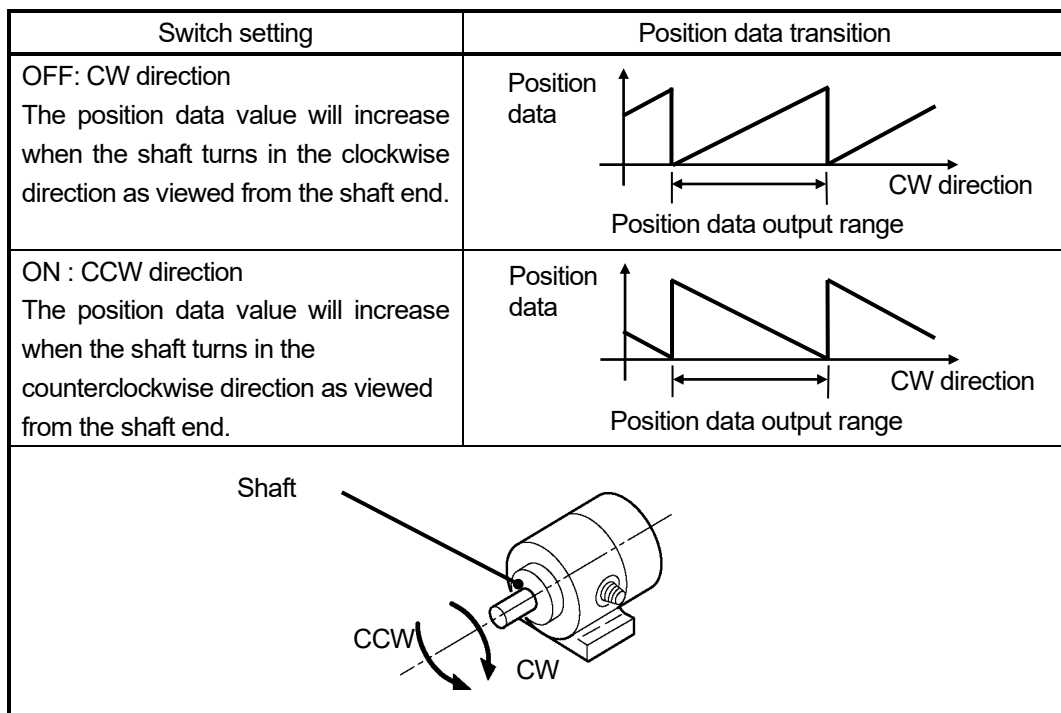 Switch setting
Position data transition
OFF: CW direction
The position data value will increase
when the shaft turns in the clockwise
direction as viewed from the shaft end.
Position
data
CW direction
Position data output range
ON : CCW direction
The position data value will increase
when the shaft turns in the
counterclockwise direction as viewed
from the shaft end.
Position
data
CW direction
Position data output range
Shaft
CCW
CW